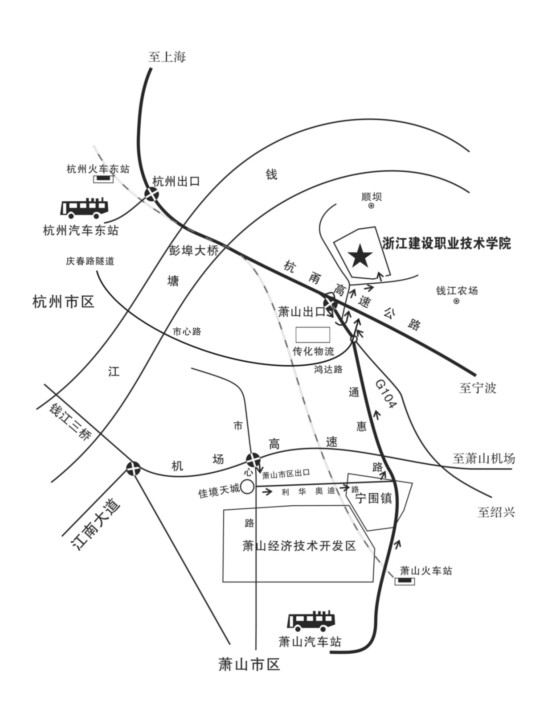 至上海
杭州火车东站
杭州出口
钱
顺坝
杭州汽车东站
浙江建设职业技术学院
彭埠大桥
庆春路隧道
杭甬高速公路
塘
钱江农场
杭州市区
萧山出口
市心路
传化物流
鸿达路
江
至宁波
G104
通惠路
钱江三桥
市心路
机场高速
至萧山机场
萧山市区出口
佳境天城
利华奥迪路
宁围镇
至绍兴
江南大道
萧山经济技术开发区
萧山火车站
萧山汽车站
萧山市区